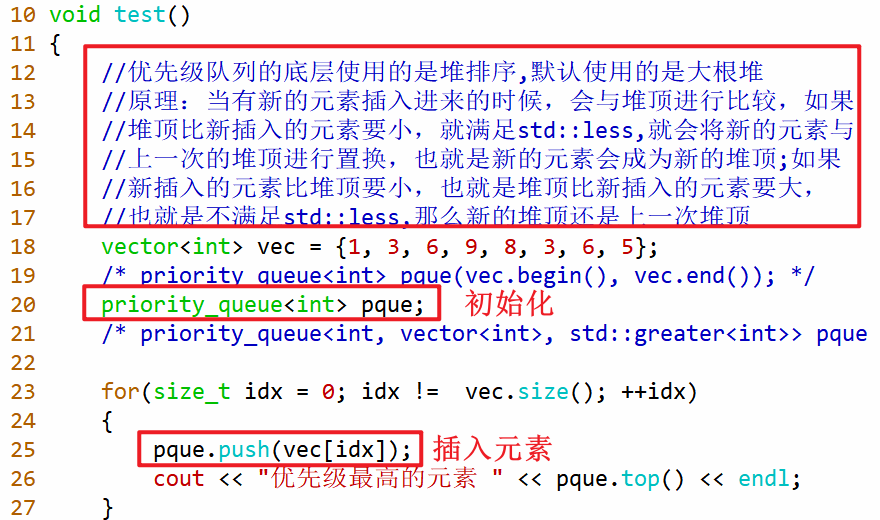 10 void test()
11 {
12 //优先级队列的底层使用的是堆排序,默认使用的是大根堆
13 //原理：当有新的元素插入进来的时候，会与堆顶进行比较，如果
14 //堆顶比新插入的元素要小，就满足std::less,就会将新的元素与
15 //上一次的堆顶进行置换，也就是新的元素会成为新的堆顶;如果
16 //新插入的元素比堆顶要小，也就是堆顶比新插入的元素要大，
17 //也就是不满足std::less,那么新的堆顶还是上一次堆顶
18 vector<int> vec = {1, 3, 6, 9, 8, 3, 6, 5};
19 /* priority_queue<int> pque(vec.begin(), vec.end()); */
20 priority_queue<int> pque; 初始化
21 /* priority_queue<int, vector<int>, std::greater<int>> pque
22
23 for(size_t idx = 0; idx !=  vec.size(); ++idx)
24 {
25 pque.push(vec[idx]); 插入元素
26 cout << "优先级最高的元素 " << pque.top() << endl;
27 }